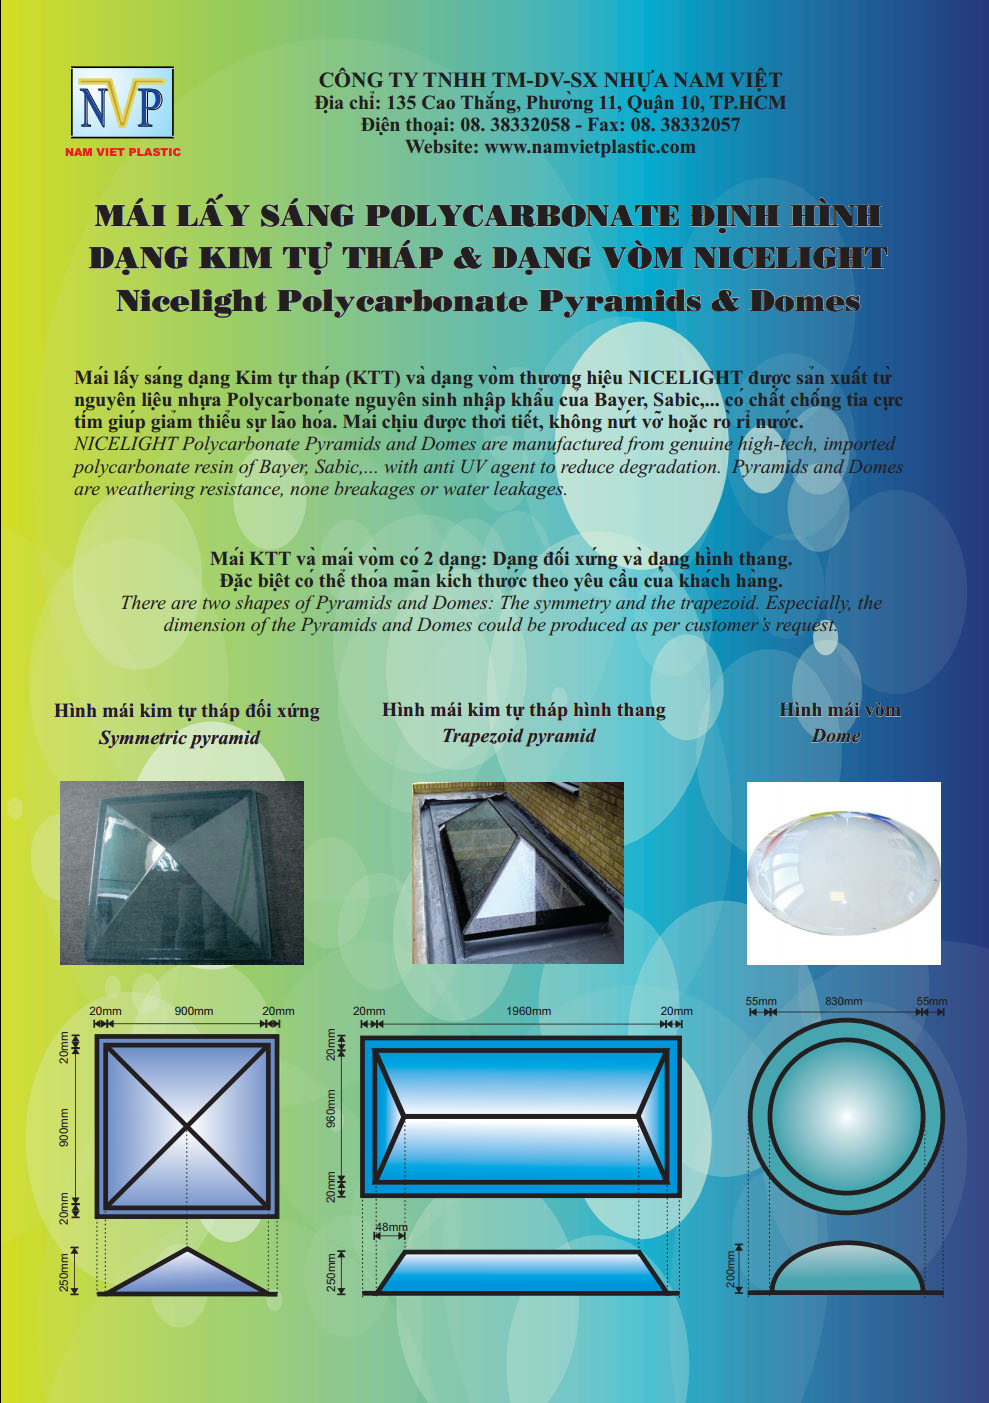 NVP
NAM VIET PLASTIC
CÔNG TY TNHH TM-DV-SX NHỰA NAM VIỆT
Địa chỉ: 135 Cao Thắng, Phường 11, Quận 10, TP.HCM
Điện thoại: 08. 38332058 - Fax: 08. 38332057
Website: www.namvietplastic.com
MÁI LẤY SÁNG POLYCARBONATE ĐỊNH HÌNH
DẠNG KIM TỰ THÁP & DẠNG VÒM NICELIGHT
Nicelight Polycarbonate Pyramids & Domes
Mái lấy sáng dạng Kim tự tháp (KTT) và dạng vòm thương hiệu NICELIGHT được sản xuất từ
nguyên liệu nhựa Polycarbonate nguyên sinh nhập khẩu của Bayer, Sabic,... có chất chống tia cực
tím giúp giảm thiểu sự lão hóa. Mái chịu được thời tiết, không nứt vỡ hoặc rò rỉ nước.
NICELIGHT Polycarbonate Pyramids and Domes are manufactured from genuine high-tech, imported
polycarbonate resin of Bayer, Sabic,... with anti UV agent to reduce degradation. Pyramids and Domes
are weathering resistance, none breakages or water leakages.
Mái KTT và mái vòm có 2 dạng: Dạng đối xứng và dạng hình thang.
Đặc biệt có thể thỏa mãn kích thước theo yêu cầu của khách hàng.
There are two shapes of Pyramids and Domes: The symmetry and the trapezoid. Especially, the
dimension of the Pyramids and Domes could be produced as per customer's request.
Hình mái kim tự tháp đối xứng
Symmetric pyramid
Hình mái kim tự tháp hình thang
Trapezoid pyramid
Hình mái vòm
Dome
20mm 900mm 20mm
20mm
900mm
20mm
250mm
20mm 1960mm 20mm
20mm
960mm
20mm
48mm
250mm
55mm 830mm 55mm
200mm